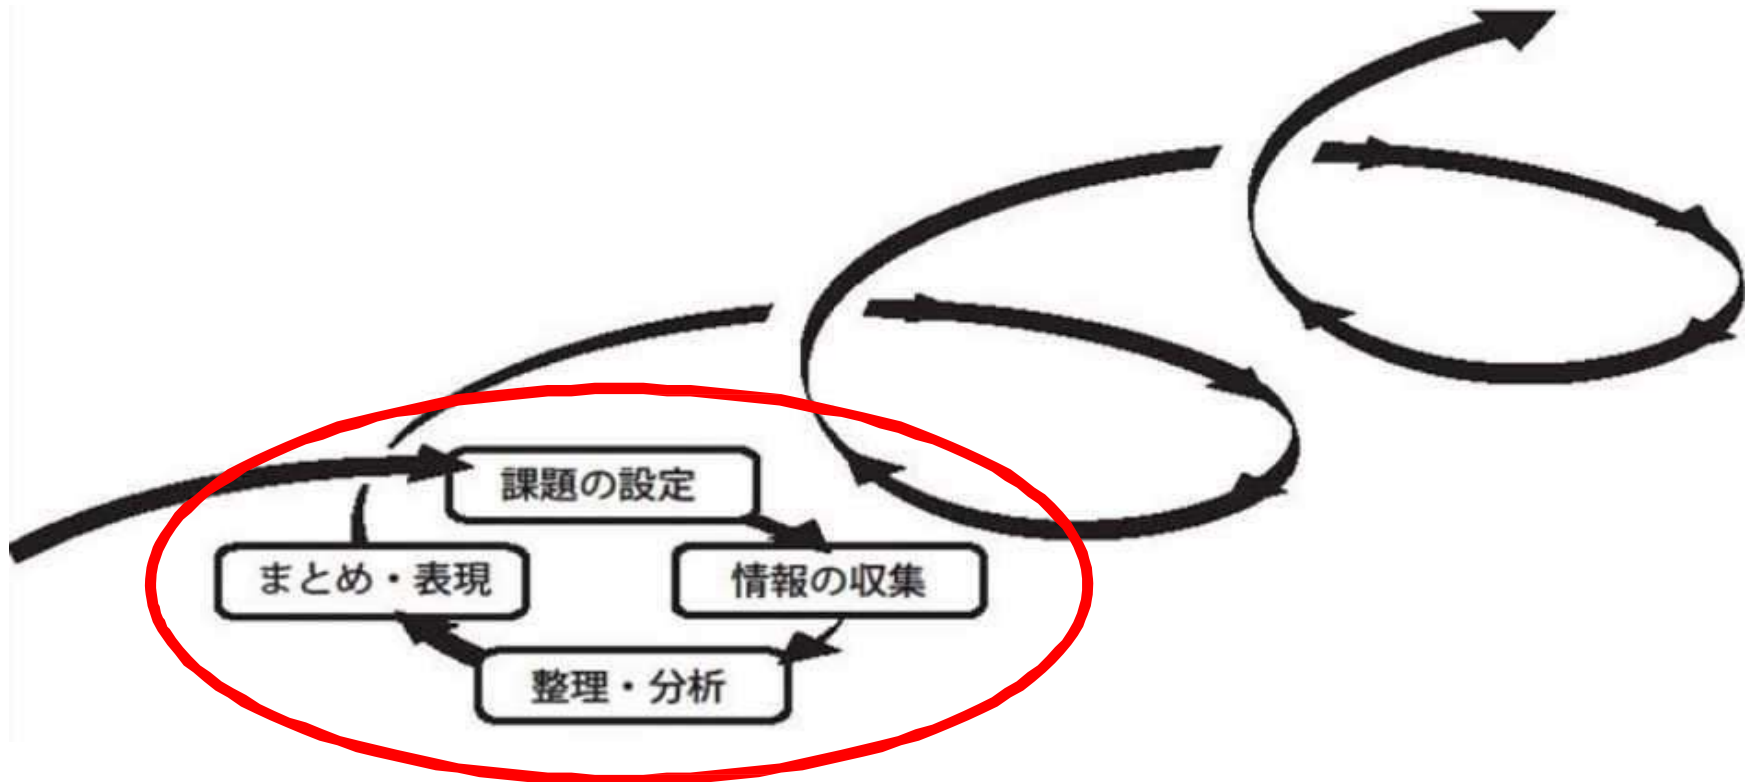 課題の設定
情報の収集
整理・分析
まとめ・表現